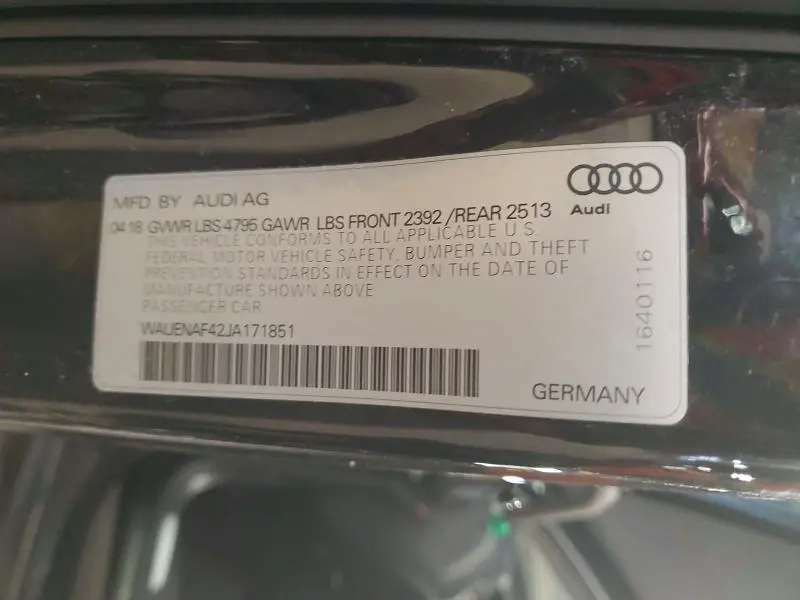 MFD. BY AUDI AG
04 18 GVWR LBS 4795 GAWR LBS FRONT 2392 /REAR 2513
THIS VEHICLE CONFORMS TO ALL APPLICABLE U S
FEDERAL MOTOR VEHICLE SAFETY, BUMPER AND THEFT
PREVENTION STANDARDS IN EFFECT ON THE DATE OF
MANUFACTURE SHOWN ABOVE
PASSENGER CAR
WAUENAF42JA171851
GERMANY
Audi
1640116